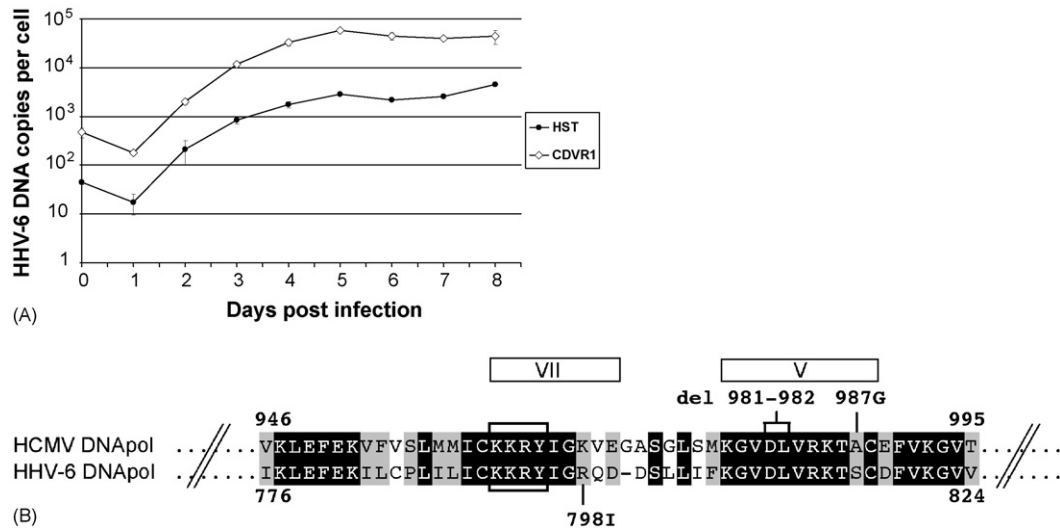 HHV-6 DNA copies per cell
10^5
10^4
10^3
10^2
10
1
0 1 2 3 4 5 6 7 8
Days post infection
HST
CDVR1
(A)
VII V
del 981-982 987G
946 995
HCMV DNApol ......VKLEFEKVFVSLMMICKKRYIGKVEGASGLSMKGVDLVRKTACEFVKGVT......
HHV-6 DNApol ......IKLEFEKILCPLILICKKRYIGRQD-DSLLIFKGVDLVRKTSCDFVKGVV......
776 824
798I
(B)